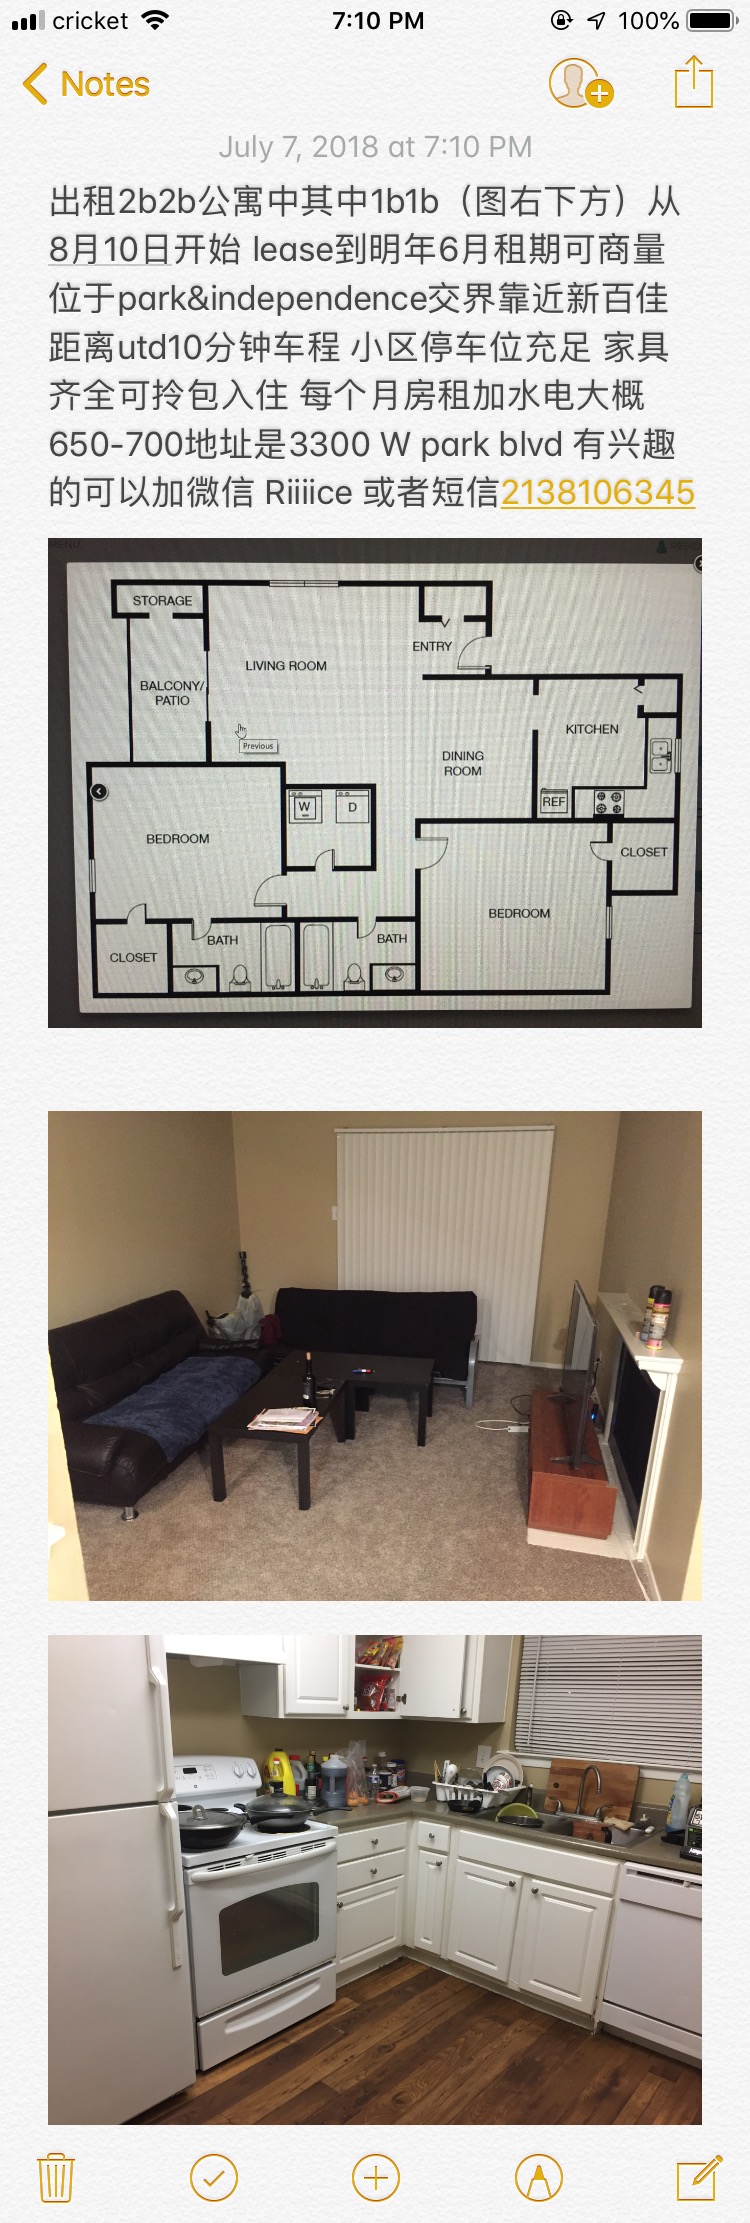 cricket 7:10 PM 100%
Notes
July 7, 2018 at 7:10 PM
出租2b2b公寓中其中1b1b（图右下方）从
8月10日开始 lease到明年6月租期可商量
位于park&independence交界靠近新百佳
距离utd10分钟车程 小区停车位充足 家具
齐全可拎包入住 每个月房租加水电大概
650-700地址是3300 W park blvd 有兴趣
的可以加微信 Riiiice 或者短信2138106345
STORAGE
ENTRY
LIVING ROOM
BALCONY/
PATIO
KITCHEN
Previous
DINING
ROOM
REF
W D
BEDROOM
CLOSET
BEDROOM
BATH
BATH
CLOSET